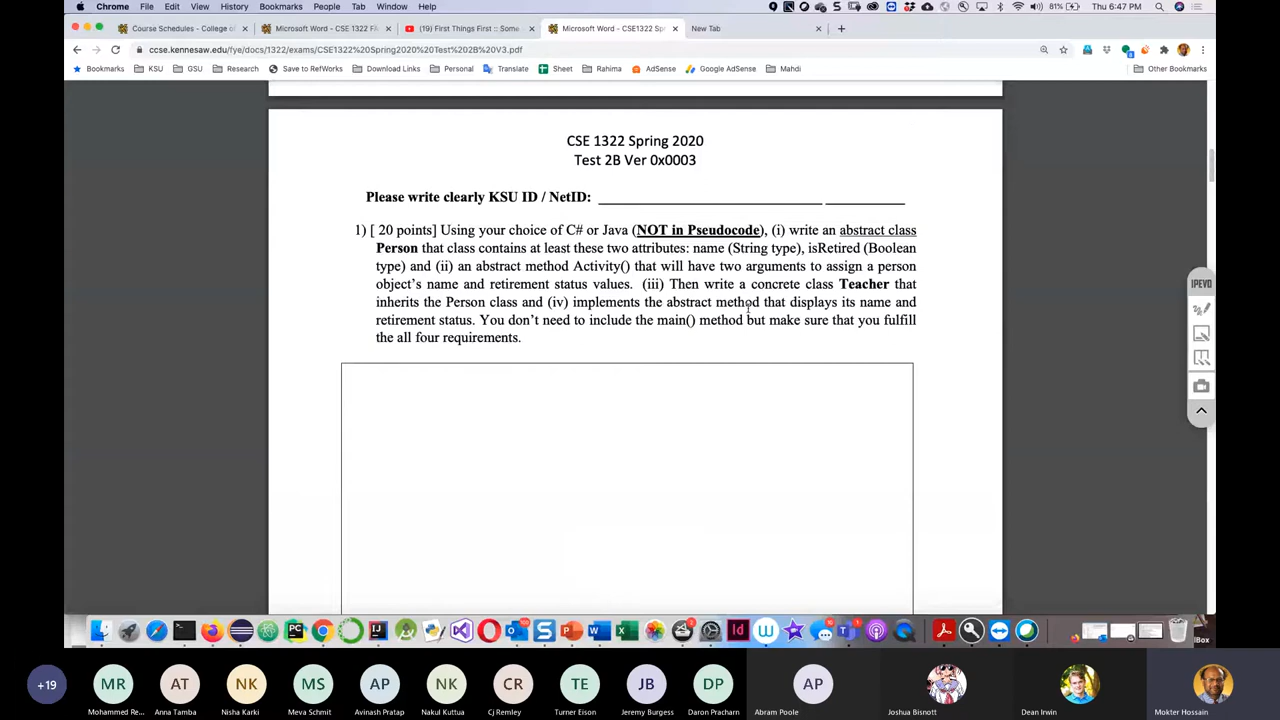 Chrome File Edit View History Bookmarks People Tab Window Help 81% Thu 6:47 PM
Course Schedules - College of × Microsoft Word - CSE 1322 Fi × (19) First Things First :: Some × Microsoft Word - CSE1322 Sp × New Tab × +
ccse.kennesaw.edu/fye/docs/1322/exams/CSE1322%20Spring2020%20Test%202B%20V3.pdf
Bookmarks KSU GSU Research Save to RefWorks Download Links Personal Translate Sheet Rahima AdSense Google AdSense Mahdi Other Bookmarks
CSE 1322 Spring 2020
Test 2B Ver 0x0003
Please write clearly KSU ID / NetID:
1) [ 20 points] Using your choice of C# or Java (NOT in Pseudocode), (i) write an abstract class
Person that class contains at least these two attributes: name (String type), isRetired (Boolean
type) and (ii) an abstract method Activity() that will have two arguments to assign a person
object's name and retirement status values. (iii) Then write a concrete class Teacher that
inherits the Person class and (iv) implements the abstract method that displays its name and
retirement status. You don't need to include the main() method but make sure that you fulfill
the all four requirements.
IPEVO
+19 MR AT NK MS AP NK CR TE JB DP AP
Mohammed Re... Anna Tamba Nisha Karki Meva Schmit Avinash Pratap Nakul Kuttua Cj Remley Turner Eison Jeremy Burgess Daron Pracharn Abram Poole Joshua Bisnott Dean Irwin Mokter Hossain